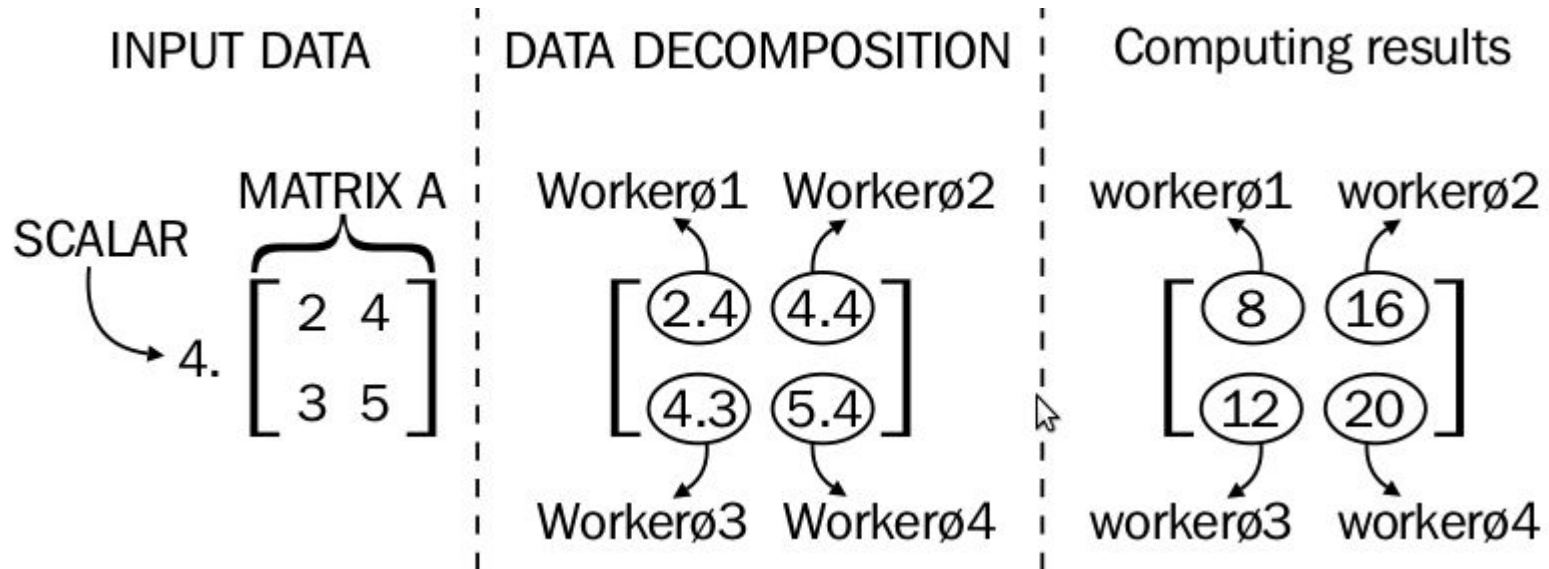 INPUT DATA
SCALAR
MATRIX A
4.
2 4
3 5
DATA DECOMPOSITION
Workerø1 Workerø2
2.4 4.4
4.3 5.4
Workerø3 Workerø4
Computing results
workerø1 workerø2
8 16
12 20
workerø3 workerø4